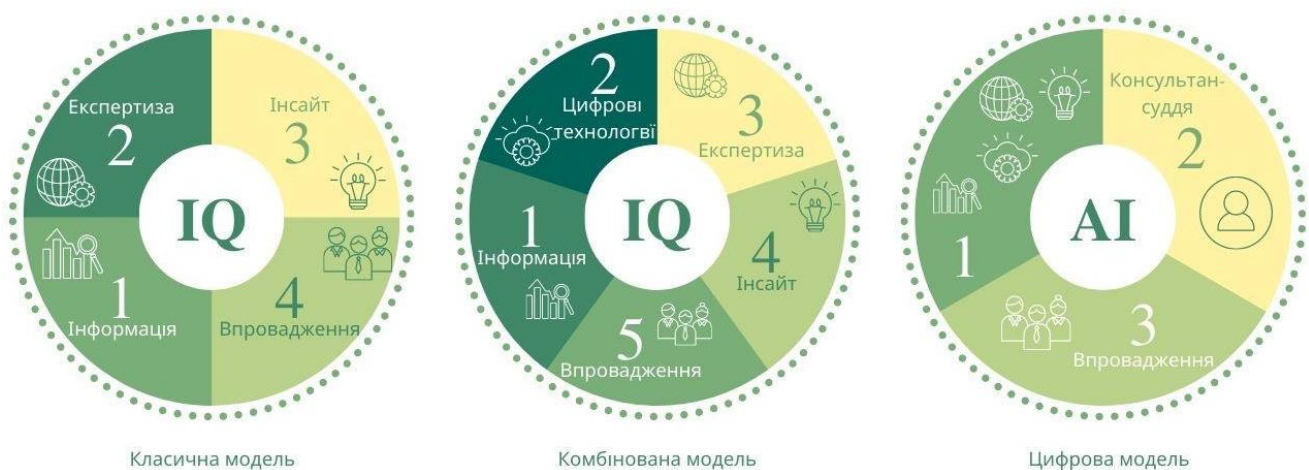 Експертиза
2
Інсайт
3
IQ
1
Інформація
4
Впровадження
Класична модель
2
Цифрові
технологві
3
Експертиза
IQ
1
Інформація
4
Інсайт
5
Впровадження
Комбінована модель
Консультан-
суддя
2
AI
1
3
Впровадження
Цифрова модель